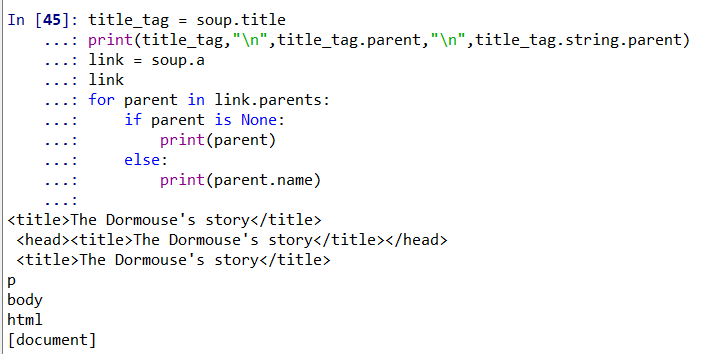 In [45]: title_tag = soup.title
    ...: print(title_tag,"\n",title_tag.parent,"\n",title_tag.string.parent)
    ...: link = soup.a
    ...: link
    ...: for parent in link.parents:
    ...:     if parent is None:
    ...:         print(parent)
    ...:     else:
    ...:         print(parent.name)
    ...:
<title>The Dormouse's story</title>
 <head><title>The Dormouse's story</title></head>
 <title>The Dormouse's story</title>
p
body
html
[document]